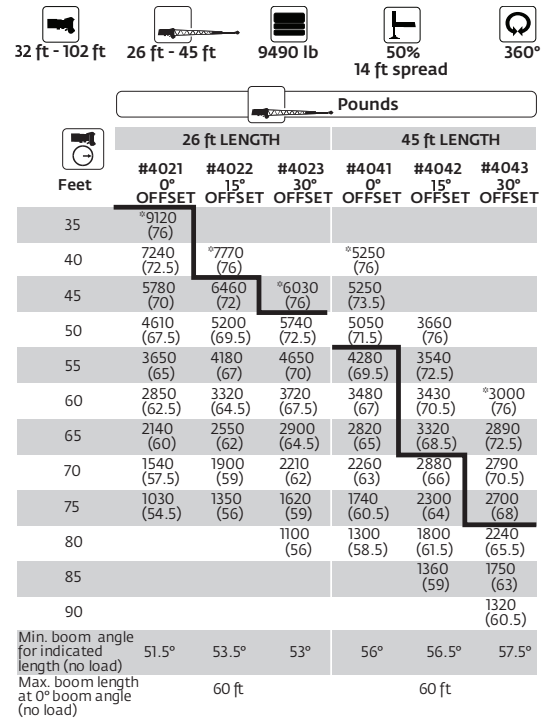 32 ft - 102 ft 26 ft - 45 ft 9490 lb 50% 360°
14 ft spread
Pounds
26 ft LENGTH 45 ft LENGTH
Feet #4021 0° OFFSET #4022 15° OFFSET #4023 30° OFFSET #4041 0° OFFSET #4042 15° OFFSET #4043 30° OFFSET
35 *9120 (76)
40 7240 (72.5) *7770 (76) *5250 (76)
45 5780 (70) 6460 (72) *6030 (76) 5250 (73.5)
50 4610 (67.5) 5200 (69.5) 5740 (72.5) 5050 (71.5) 3660 (76)
55 3650 (65) 4180 (67) 4650 (70) 4280 (69.5) 3540 (72.5)
60 2850 (62.5) 3320 (64.5) 3720 (67.5) 3480 (67) 3430 (70.5) *3000 (76)
65 2140 (60) 2550 (62) 2900 (64.5) 2820 (65) 3320 (68.5) 2890 (72.5)
70 1540 (57.5) 1900 (59) 2210 (62) 2260 (63) 2880 (66) 2790 (70.5)
75 1030 (54.5) 1350 (56) 1620 (59) 1740 (60.5) 2300 (64) 2700 (68)
80 1100 (56) 1300 (58.5) 1800 (61.5) 2240 (65.5)
85 1360 (59) 1750 (63)
90 1320 (60.5)
Min. boom angle
for indicated
length (no load) 51.5° 53.5° 53° 56° 56.5° 57.5°
Max. boom length
at 0° boom angle
(no load) 60 ft 60 ft